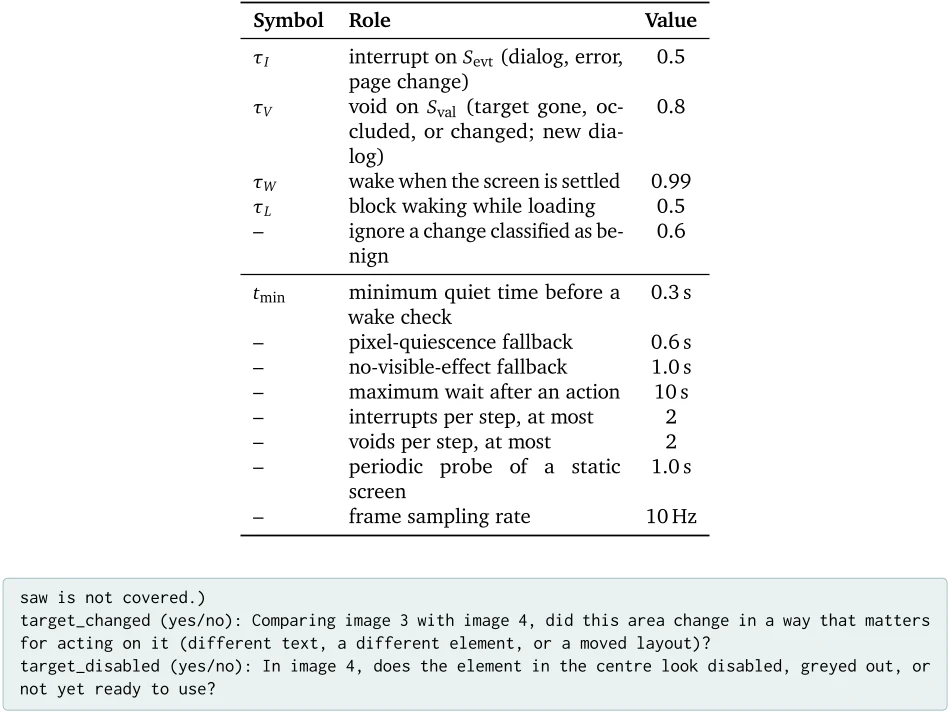 Symbol Role Value
τI interrupt on Sevt (dialog, error, 0.5
page change)
τV void on Sval (target gone, oc- 0.8
cluded, or changed; new dia-
log)
τW wake when the screen is settled 0.99
τL block waking while loading 0.5
– ignore a change classified as be- 0.6
nign
tmin minimum quiet time before a 0.3 s
wake check
– pixel-quiescence fallback 0.6 s
– no-visible-effect fallback 1.0 s
– maximum wait after an action 10 s
– interrupts per step, at most 2
– voids per step, at most 2
– periodic probe of a static 1.0 s
screen
– frame sampling rate 10 Hz
saw is not covered.)
target_changed (yes/no): Comparing image 3 with image 4, did this area change in a way that matters
for acting on it (different text, a different element, or a moved layout)?
target_disabled (yes/no): In image 4, does the element in the centre look disabled, greyed out, or
not yet ready to use?